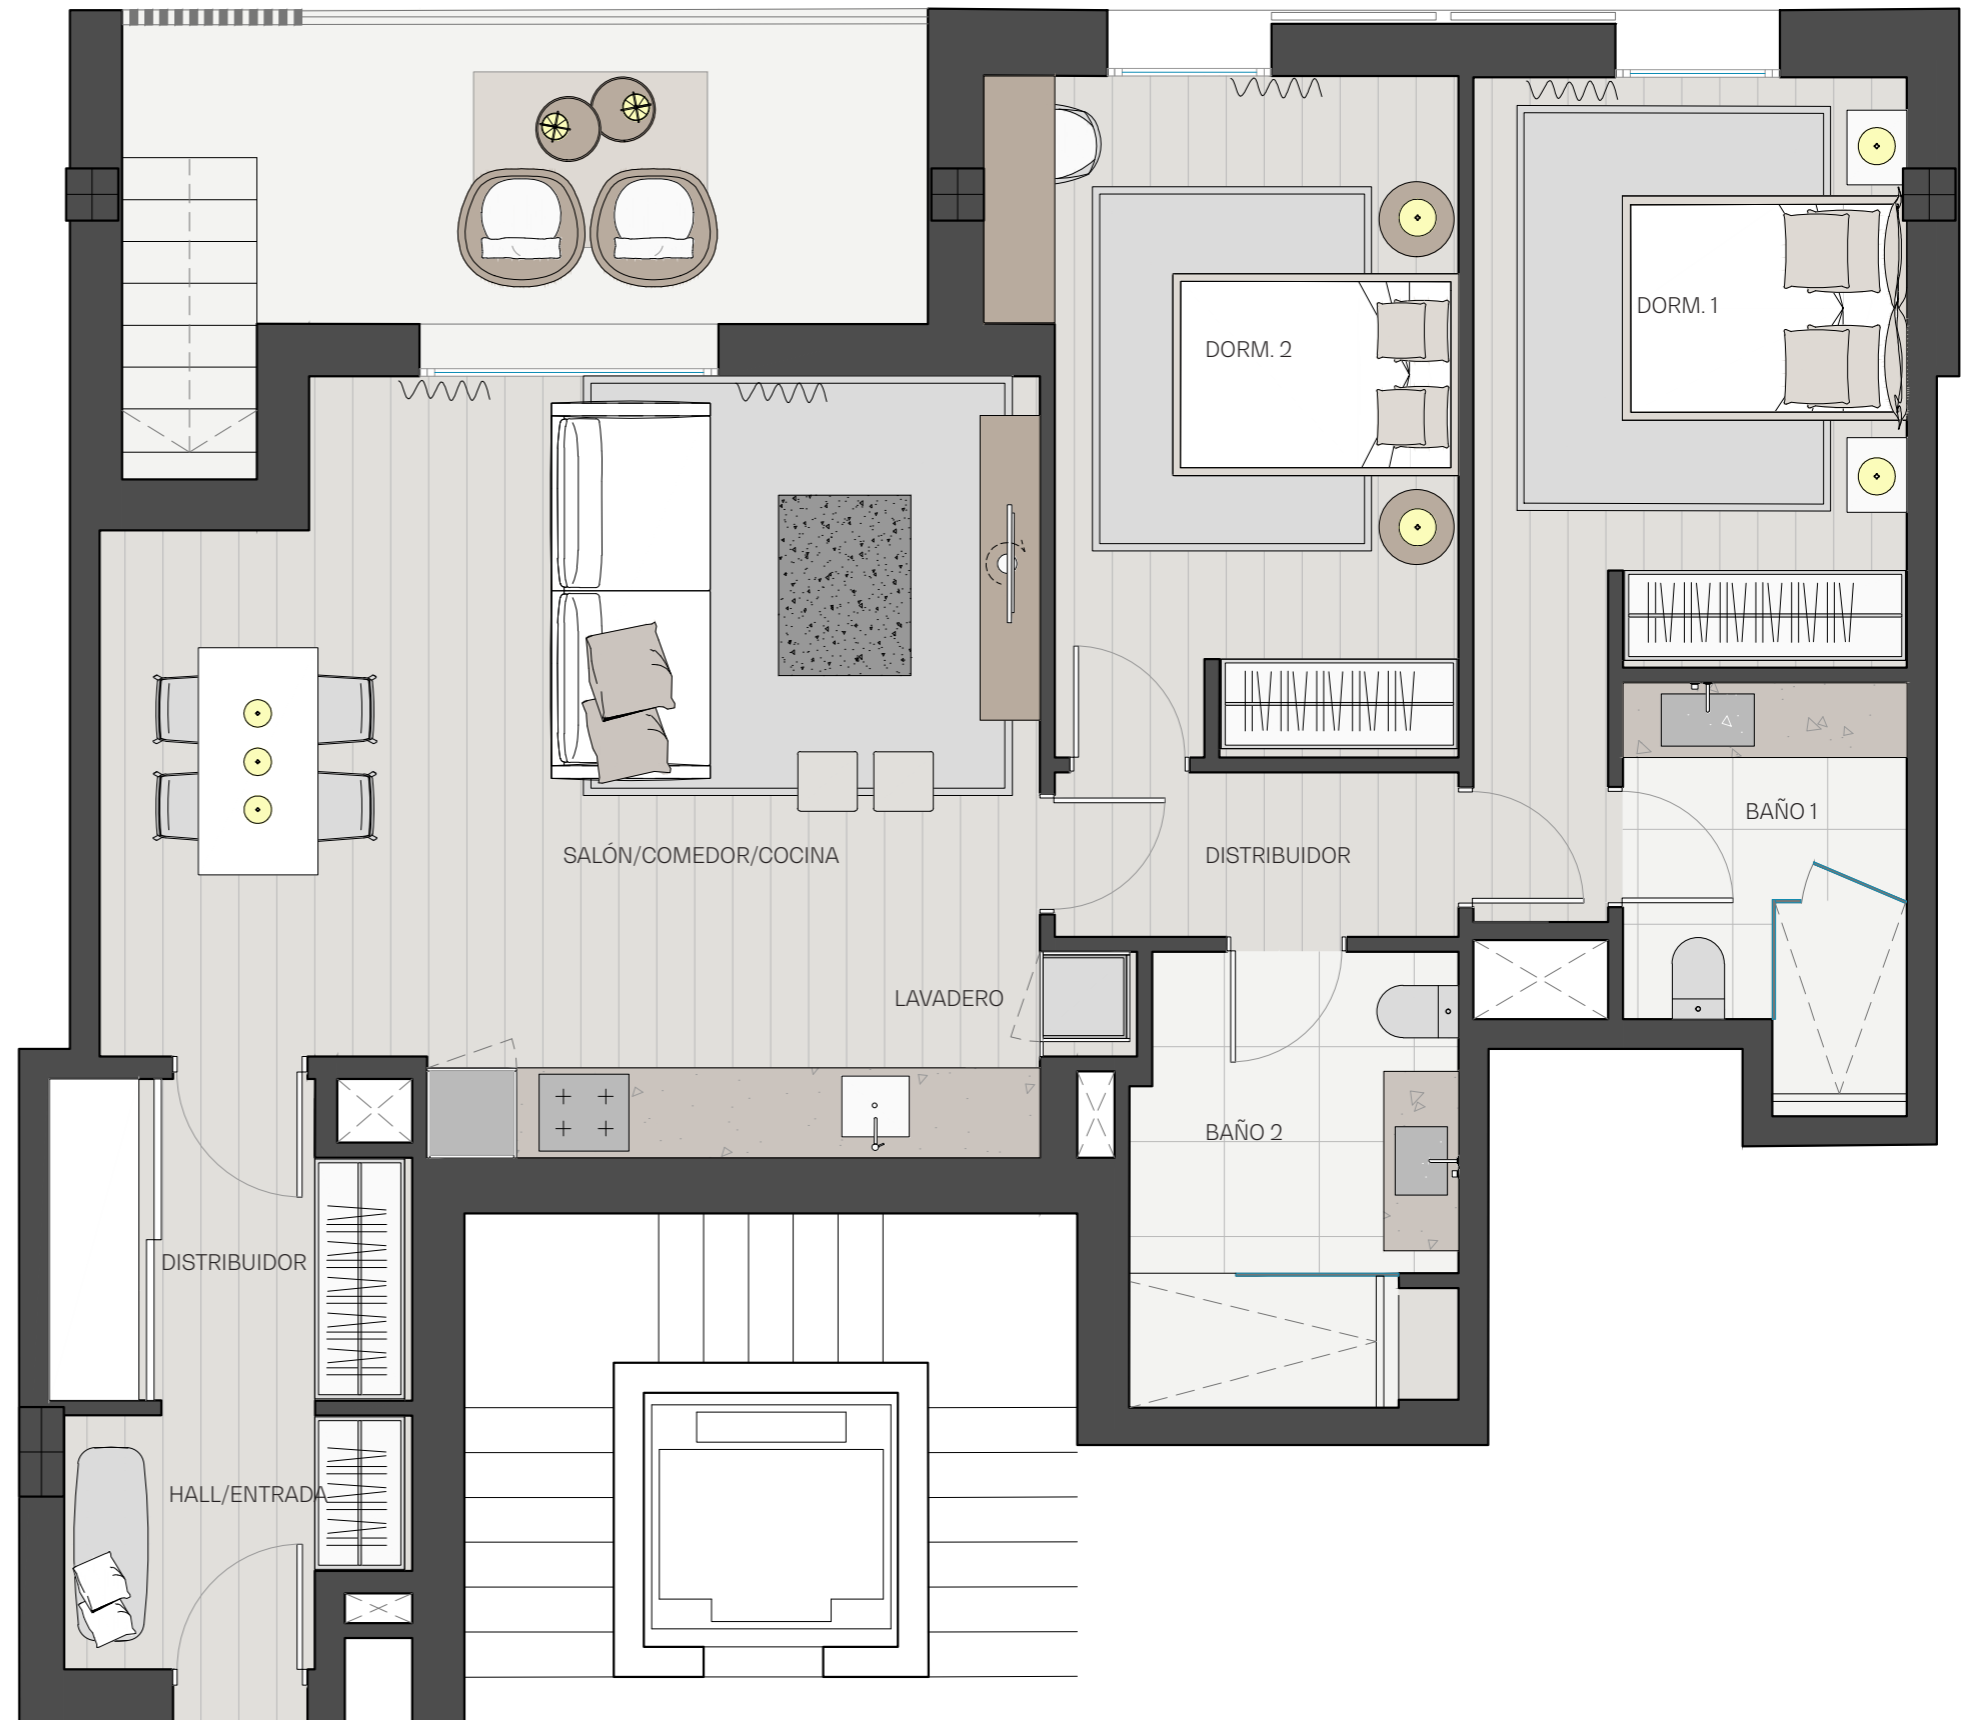 DORM. 1
DORM. 2
BAÑO 1
SALÓN/COMEDOR/COCINA
DISTRIBUIDOR
LAVADERO
BAÑO 2
DISTRIBUIDOR
HALL/ENTRADA